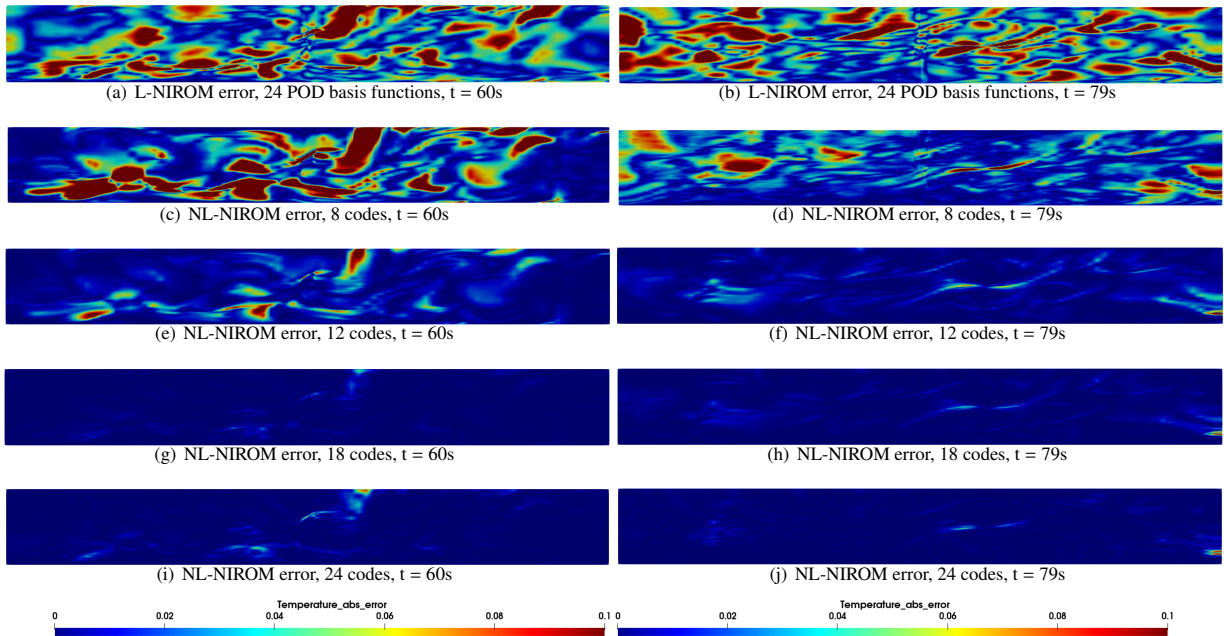 (a) L-NIROM error, 24 POD basis functions, t = 60s
(b) L-NIROM error, 24 POD basis functions, t = 79s
(c) NL-NIROM error, 8 codes, t = 60s
(d) NL-NIROM error, 8 codes, t = 79s
(e) NL-NIROM error, 12 codes, t = 60s
(f) NL-NIROM error, 12 codes, t = 79s
(g) NL-NIROM error, 18 codes, t = 60s
(h) NL-NIROM error, 18 codes, t = 79s
(i) NL-NIROM error, 24 codes, t = 60s
(j) NL-NIROM error, 24 codes, t = 79s
Temperature_abs_error
0 0.02 0.04 0.06 0.08 0.1
Temperature_abs_error
0 0.02 0.04 0.06 0.08 0.1